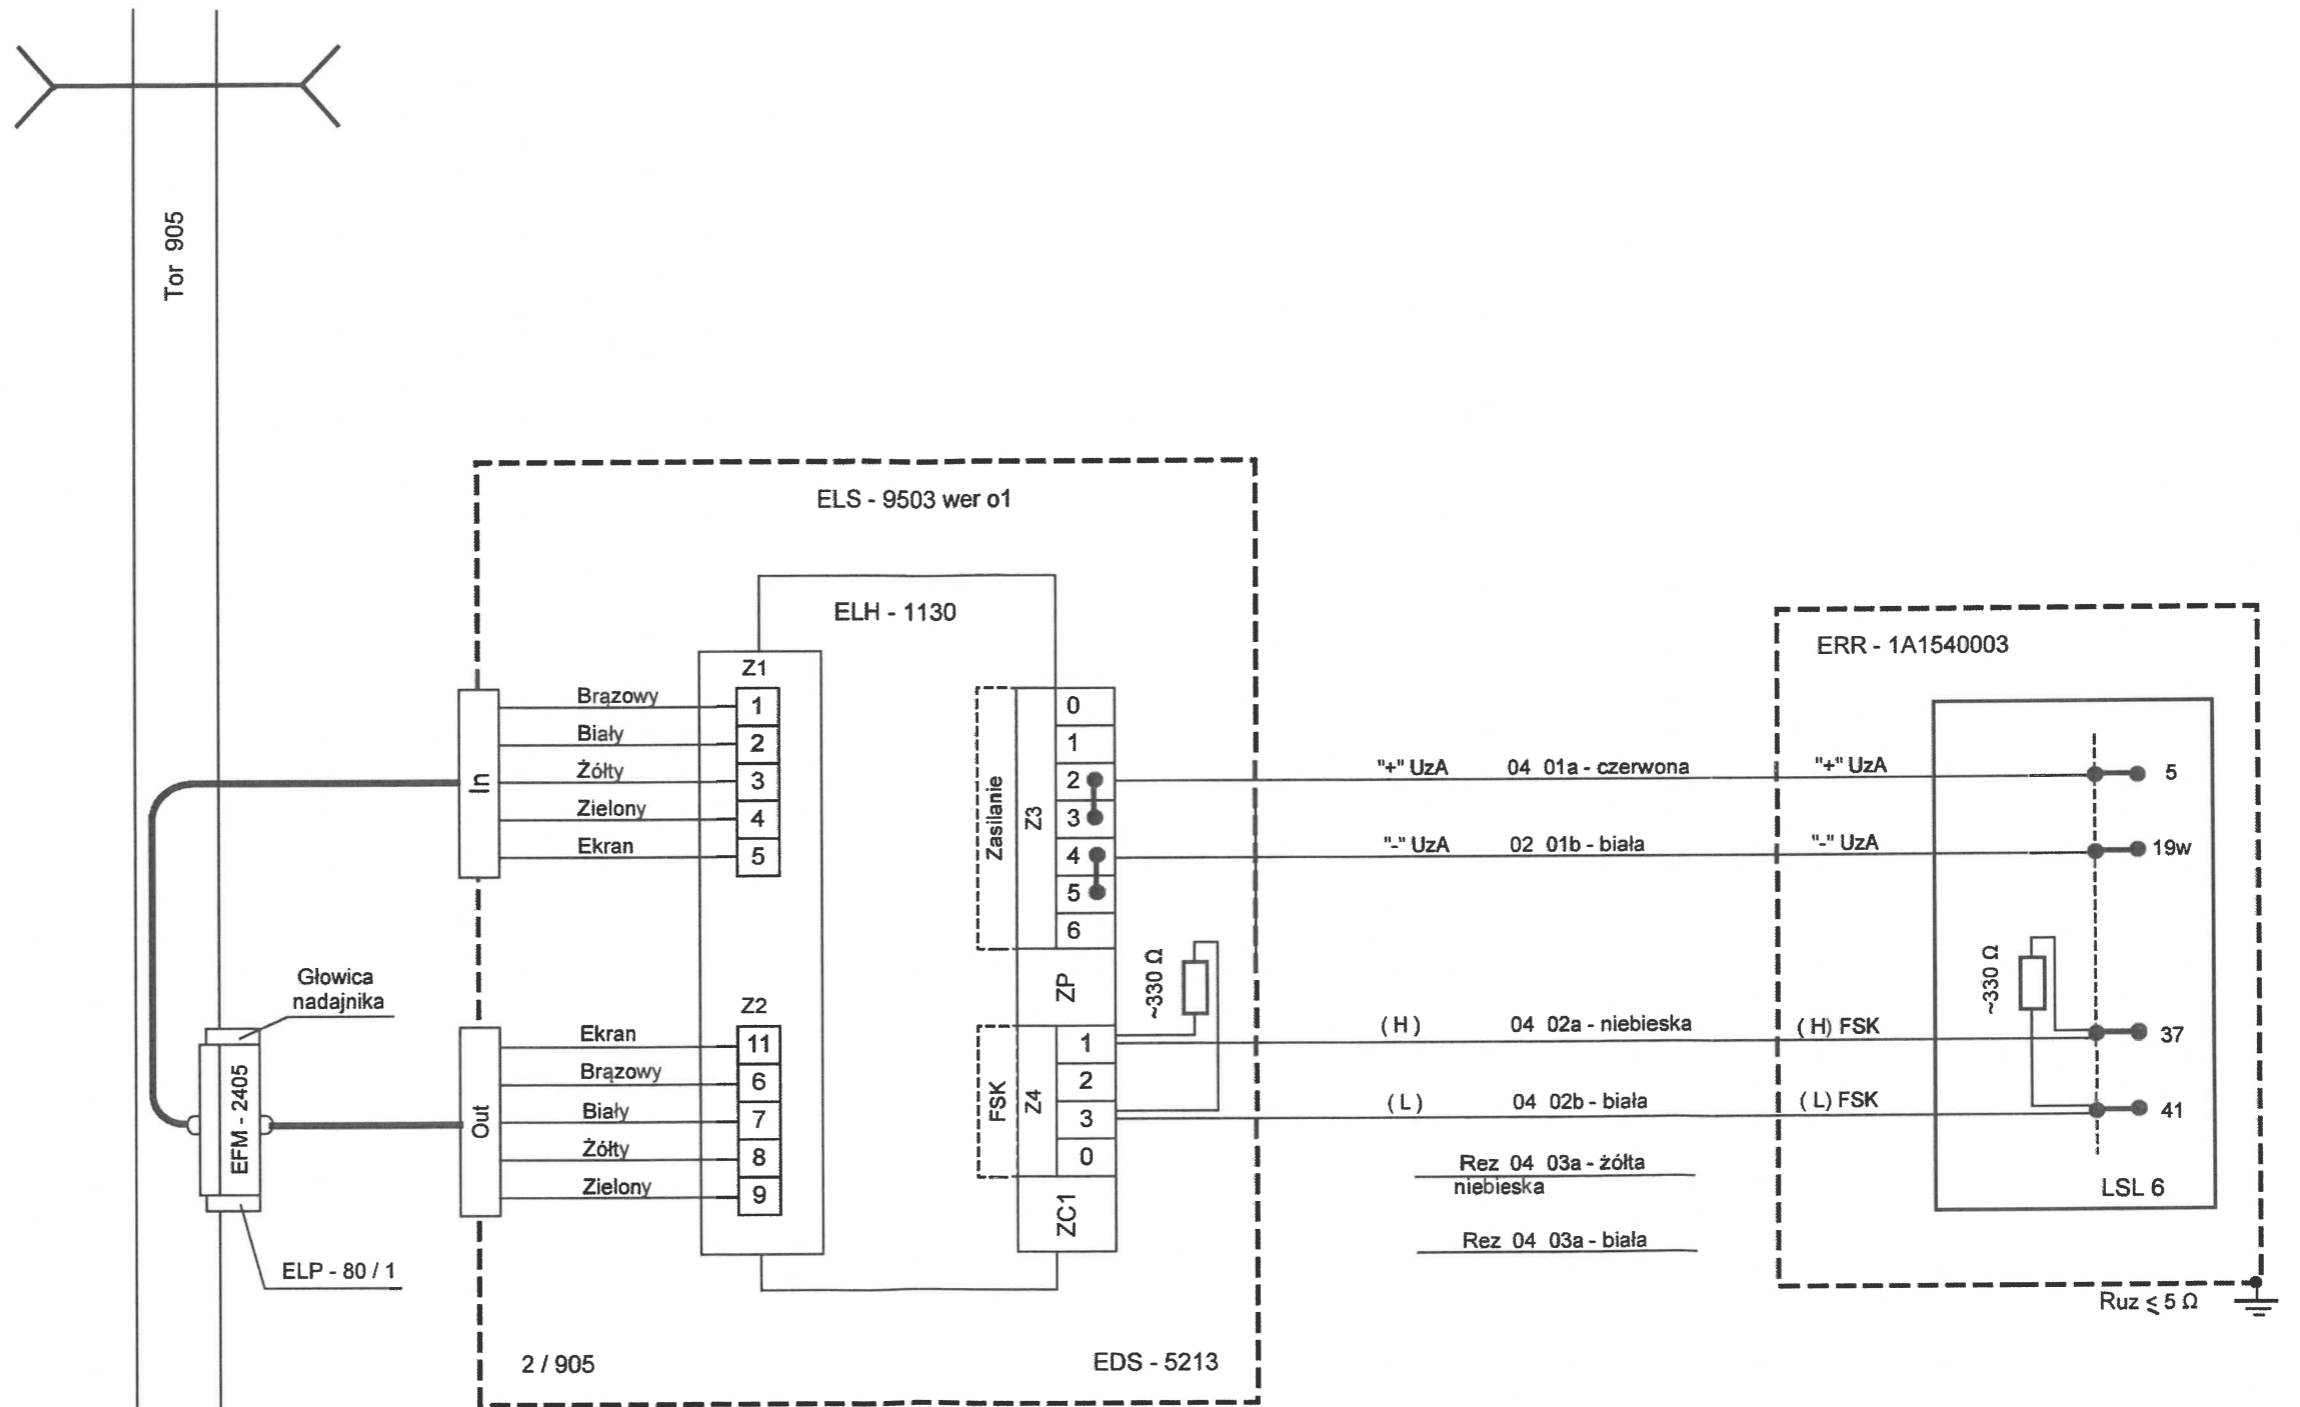 Tor 905
ELS - 9503 wer o1
ELH - 1130
Z1
Brązowy
1
Biały
2
Żółty
3
Zielony
4
Ekran
5
In
Z2
Ekran
11
Brązowy
6
Biały
7
Żółty
8
Zielony
9
Out
Głowica
nadajnika
EFM - 2405
ELP - 80 / 1
Zasilanie
Z3
0
1
2
3
4
5
6
ZP
FSK
Z4
1
2
3
0
ZC1
~330 Ω
2 / 905
EDS - 5213
"+" UzA 04 01a - czerwona "+" UzA
"-" UzA 02 01b - biała "-" UzA
( H ) 04 02a - niebieska ( H) FSK
( L ) 04 02b - biała ( L) FSK
Rez 04 03a - żółta
niebieska
Rez 04 03a - biała
ERR - 1A1540003
5
19w
~330 Ω
37
41
LSL 6
Ruz ≤ 5 Ω